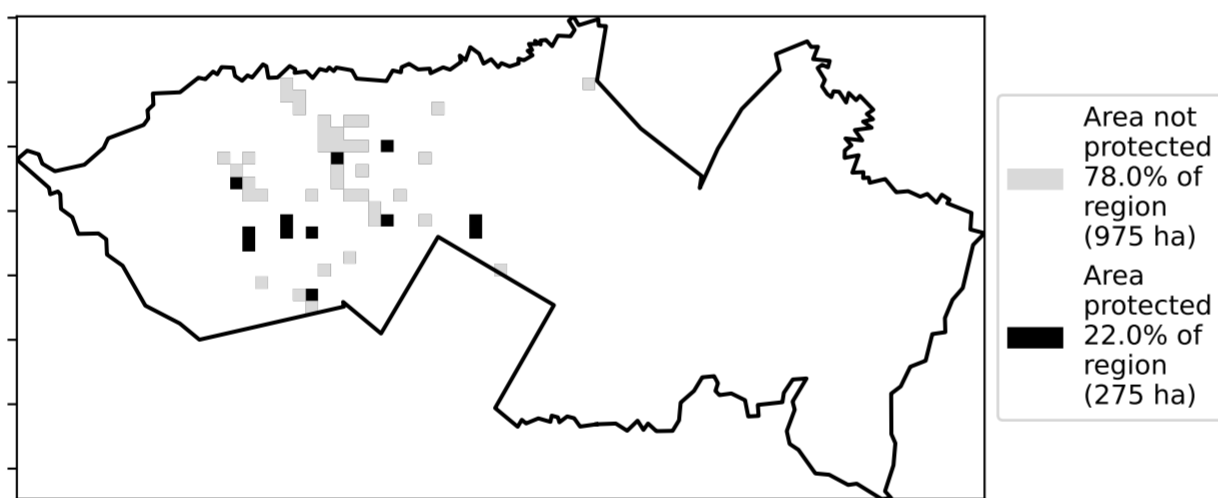 Area not
protected
78.0% of
region
(975 ha)
Area
protected
22.0% of
region
(275 ha)